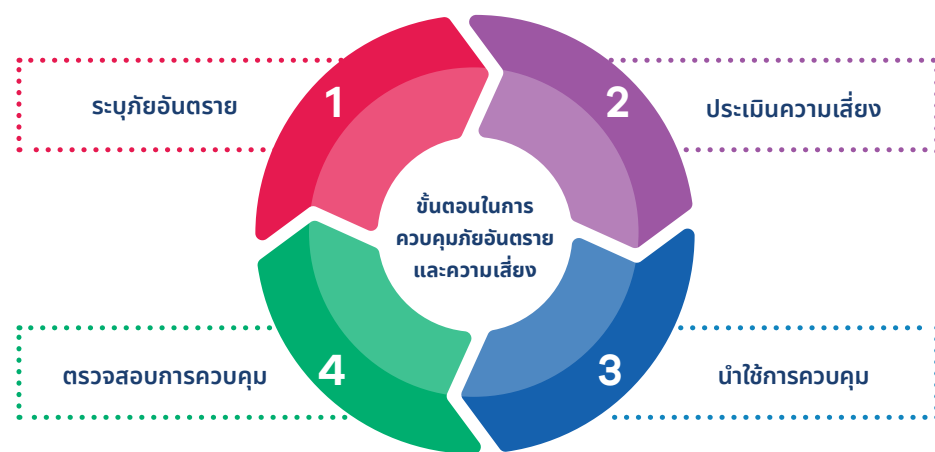 1
ระบุภัยอันตราย
2
ประเมินความเสี่ยง
ขั้นตอนในการ
ควบคุมภัยอันตราย
และความเสี่ยง
3
นำใช้การควบคุม
4
ตรวจสอบการควบคุม